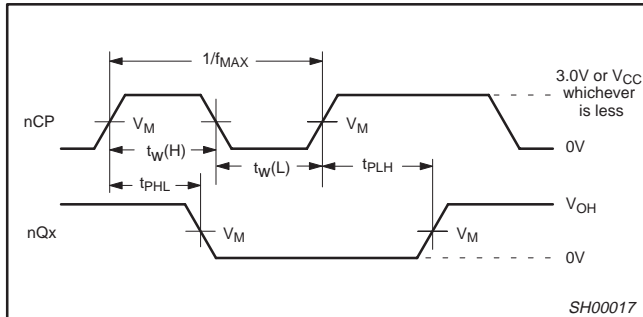 1/fMAX
3.0V or VCC
whichever
is less
nCP
VM
VM
0V
tw(H)
tw(L)
tPLH
tPHL
VOH
nQx
VM
VM
0V
SH00017